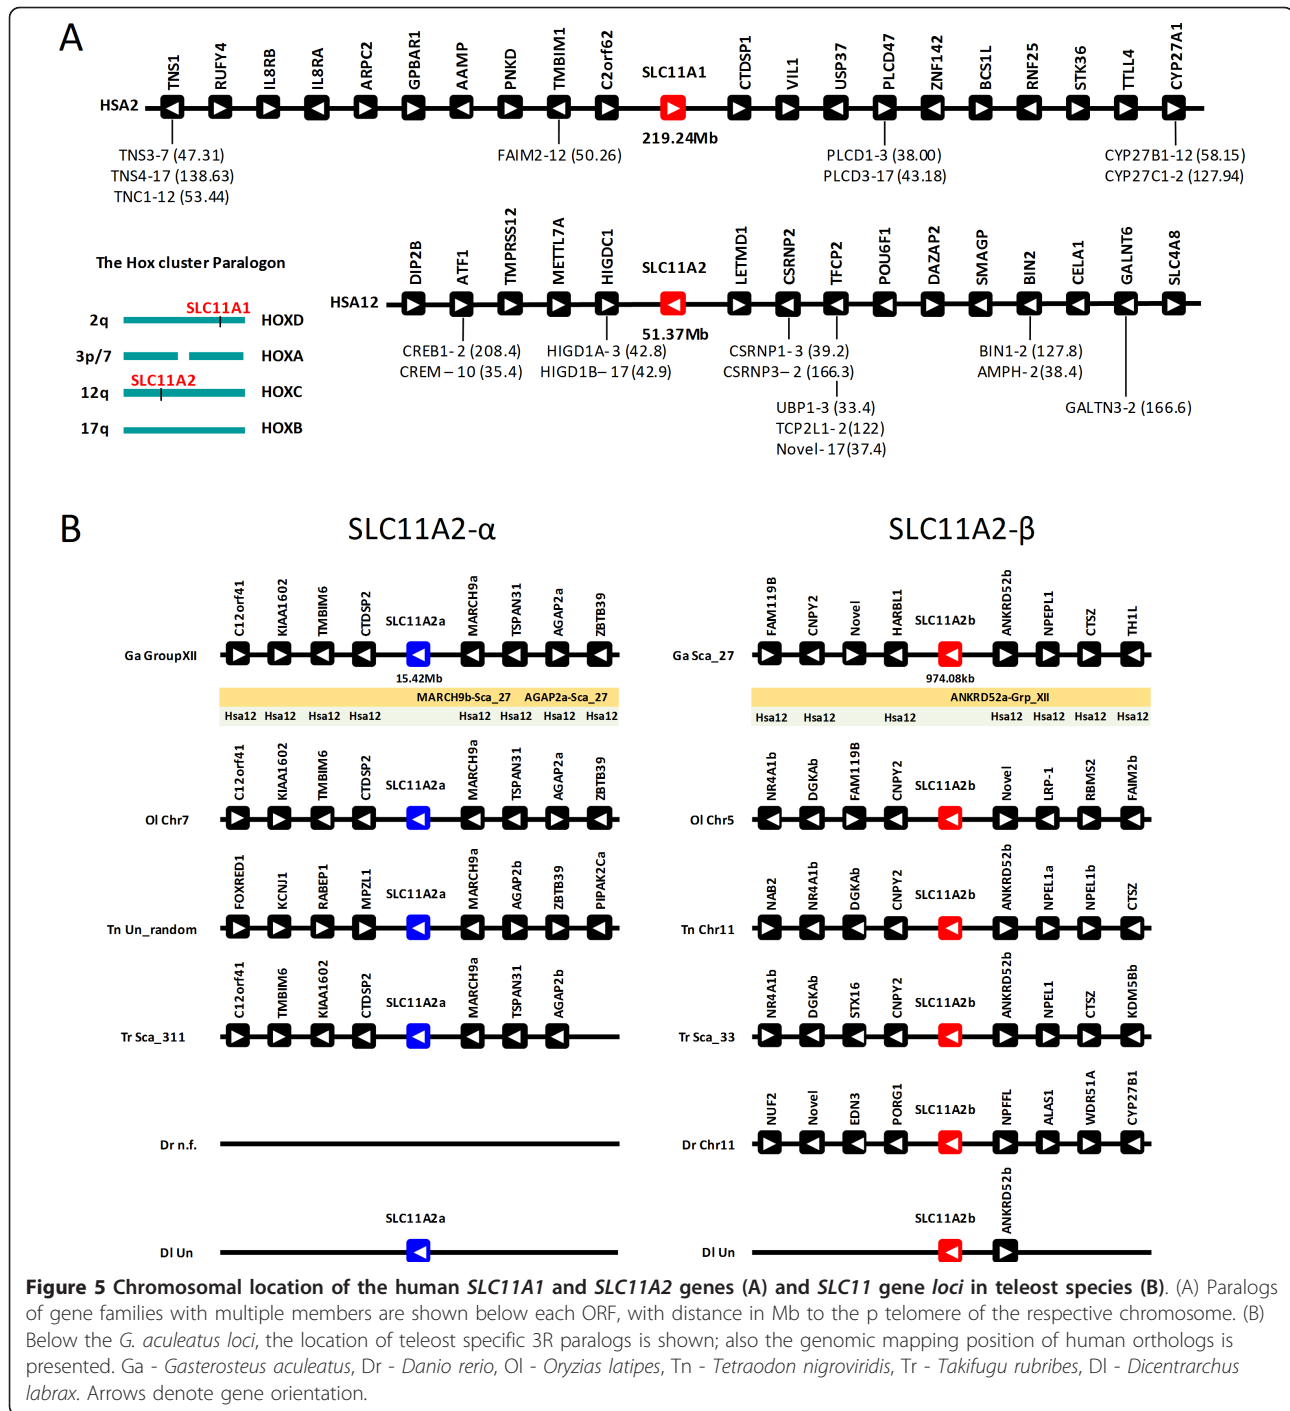 A
TNS1 RUFY4 IL8RB IL8RA ARPC2 GPBAR1 AAMP PNKD TMBIM1 C2orf62 SLC11A1 CTDSP1 VIL1 USP37 PLCD47 ZNF142 BCS1L RNF25 STK36 TTLL4 CYP27A1
HSA2
219.24Mb
TNS3-7 (47.31) FAIM2-12 (50.26) PLCD1-3 (38.00) CYP27B1-12 (58.15)
TNS4-17 (138.63) PLCD3-17 (43.18) CYP27C1-2 (127.94)
TNC1-12 (53.44)
DIP2B ATF1 TMPRSS12 METTL7A HIGDC1 SLC11A2 LETMD1 CSRNP2 TFCP2 POU6F1 DAZAP2 SMAGP BIN2 CELA1 GALNT6 SLC4A8
HSA12
51.37Mb
CREB1- 2 (208.4) HIGD1A- 3 (42.8) CSRNP1- 3 (39.2) BIN1-2 (127.8)
CREM – 10 (35.4) HIGD1B– 17 (42.9) CSRNP3– 2 (166.3) AMPH- 2(38.4)
UBP1-3 (33.4) GALTN3-2 (166.6)
TCP2L1- 2(122)
Novel- 17(37.4)
The Hox cluster Paralogon
SLC11A1
2q HOXD
3p/7 HOXA
SLC11A2
12q HOXC
17q HOXB
B
SLC11A2-α
C12orf41 KIAA1602 TMBIM6 CTDSP2 SLC11A2a MARCH9a TSPAN31 AGAP2a ZBTB39
Ga GroupXII
15.42Mb
MARCH9b-Sca_27 AGAP2a-Sca_27
Hsa12 Hsa12 Hsa12 Hsa12 Hsa12 Hsa12 Hsa12 Hsa12
C12orf41 KIAA1602 TMBIM6 CTDSP2 SLC11A2a MARCH9a TSPAN31 AGAP2a ZBTB39
Ol Chr7
FOXRED1 KCNJ1 RABEP1 MPZL1 SLC11A2a MARCH9a AGAP2b ZBTB39 PIPAK2Ca
Tn Un_random
C12orf41 TMBIM6 KIAA1602 CTDSP2 SLC11A2a MARCH9a TSPAN31 AGAP2b
Tr Sca_311
Dr n.f.
SLC11A2a
Dl Un
SLC11A2-β
FAM119B CNPY2 Novel HARBL1 SLC11A2b ANKRD52b NPEPL1 CTSZ TH1L
Ga Sca_27
974.08kb
ANKRD52a-Grp_XII
Hsa12 Hsa12 Hsa12 Hsa12 Hsa12 Hsa12 Hsa12
NR4A1b DGKAb FAM119B CNPY2 SLC11A2b Novel LRP-1 RBMS2 FAIM2b
Ol Chr5
NAB2 NR4A1b DGKAb CNPY2 SLC11A2b ANKRD52b NPEL1a NPEL1b CTSZ
Tn Chr11
NR4A1b DGKAb STX16 CNPY2 SLC11A2b ANKRD52b NPEL1 CTSZ KDM5Bb
Tr Sca_33
NUF2 Novel EDN3 PORG1 SLC11A2b NPFFL ALAS1 WDR51A CYP27B1
Dr Chr11
SLC11A2b ANKRD52b
Dl Un
Figure 5 Chromosomal location of the human SLC11A1 and SLC11A2 genes (A) and SLC11 gene loci in teleost species (B). (A) Paralogs
of gene families with multiple members are shown below each ORF, with distance in Mb to the p telomere of the respective chromosome. (B)
Below the G. aculeatus loci, the location of teleost specific 3R paralogs is shown; also the genomic mapping position of human orthologs is
presented. Ga - Gasterosteus aculeatus, Dr - Danio rerio, Ol - Oryzias latipes, Tn - Tetraodon nigroviridis, Tr - Takifugu rubribes, Dl - Dicentrarchus
labrax. Arrows denote gene orientation.